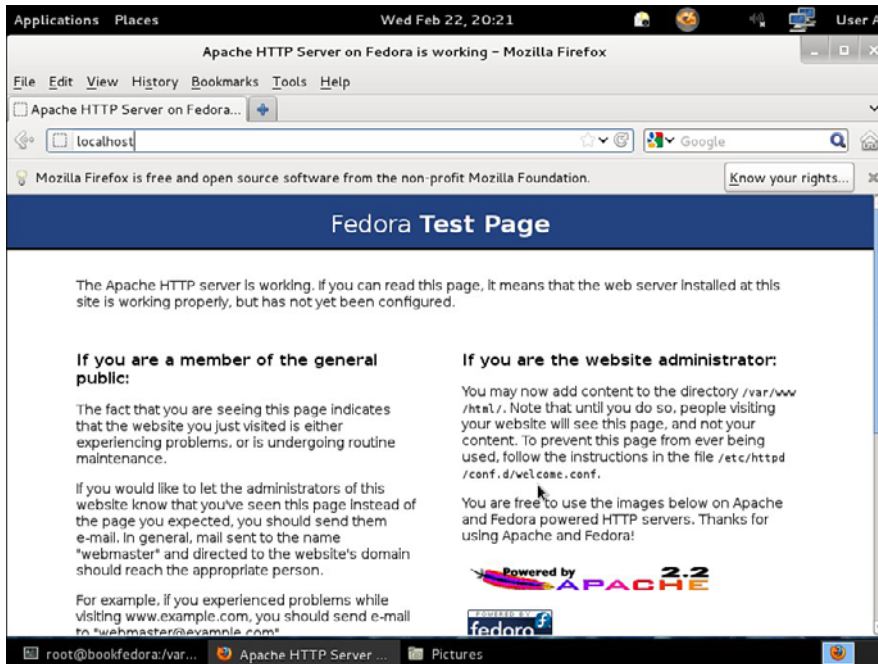 Applications Places Wed Feb 22, 20:21 User A
Apache HTTP Server on Fedora is working – Mozilla Firefox
File Edit View History Bookmarks Tools Help
Apache HTTP Server on Fedora...
localhost Google
Mozilla Firefox is free and open source software from the non-profit Mozilla Foundation. Know your rights...
Fedora Test Page
The Apache HTTP server is working. If you can read this page, it means that the web server installed at this
site is working properly, but has not yet been configured.
If you are a member of the general
public:
The fact that you are seeing this page indicates
that the website you just visited is either
experiencing problems, or is undergoing routine
maintenance.
If you would like to let the administrators of this
website know that you've seen this page instead of
the page you expected, you should send them
e-mail. In general, mail sent to the name
"webmaster" and directed to the website's domain
should reach the appropriate person.
For example, if you experienced problems while
visiting www.example.com, you should send e-mail
to "webmaster@example.com"
If you are the website administrator:
You may now add content to the directory /var/www
/html/. Note that until you do so, people visiting
your website will see this page, and not your
content. To prevent this page from ever being
used, follow the instructions in the file /etc/httpd
/conf.d/welcome.conf.
You are free to use the images below on Apache
and Fedora powered HTTP servers. Thanks for
using Apache and Fedora!
Powered by 2.2
APACHE
POWERED BY
fedora
root@bookfedora:/var... Apache HTTP Server ... Pictures